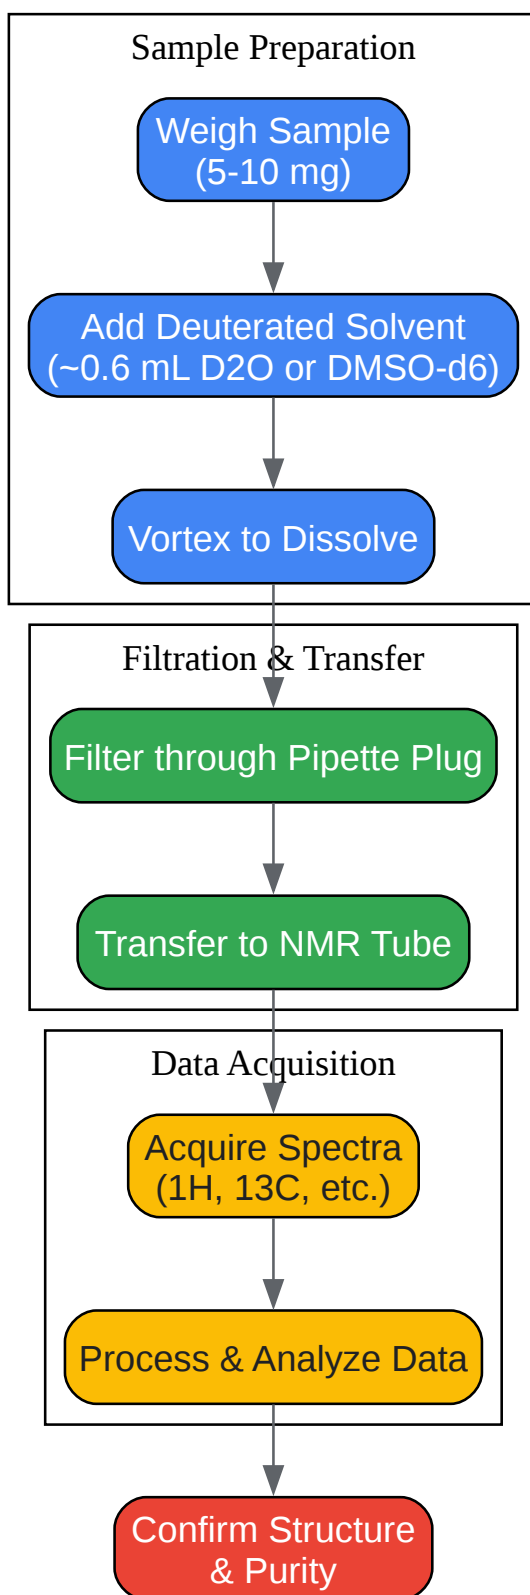 Sample Preparation
Weigh Sample
(5-10 mg)
Add Deuterated Solvent
(~0.6 mL D2O or DMSO-d6)
Vortex to Dissolve
Filtration & Transfer
Filter through Pipette Plug
Transfer to NMR Tube
Data Acquisition
Acquire Spectra
(1H, 13C, etc.)
Process & Analyze Data
Confirm Structure
& Purity